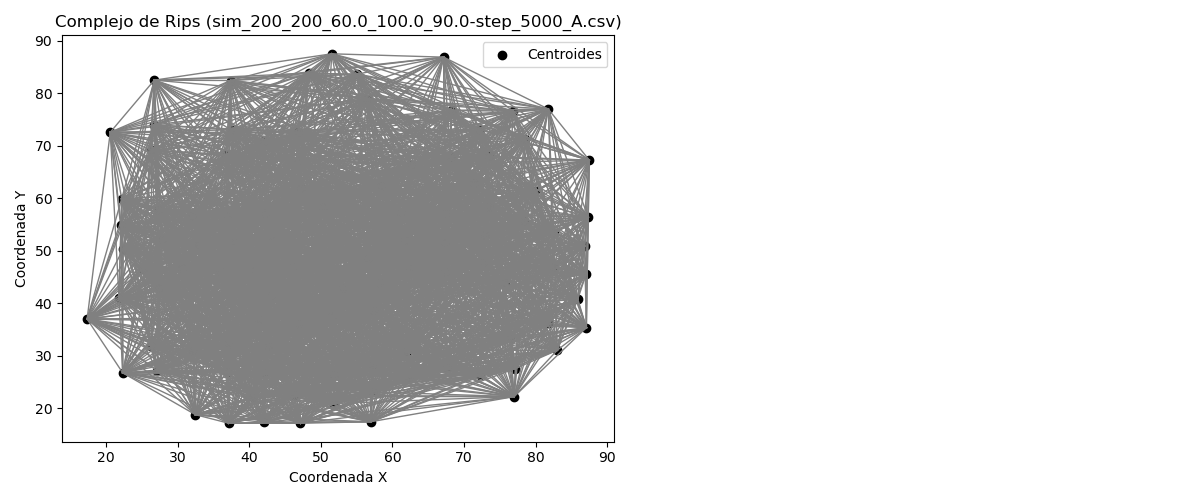 Complejo de Rips (sim_200_200_60.0_100.0_90.0-step_5000_A.csv)
Centroides
90
80
70
60
50
40
30
20
Coordenada Y
20 30 40 50 60 70 80 90
Coordenada X